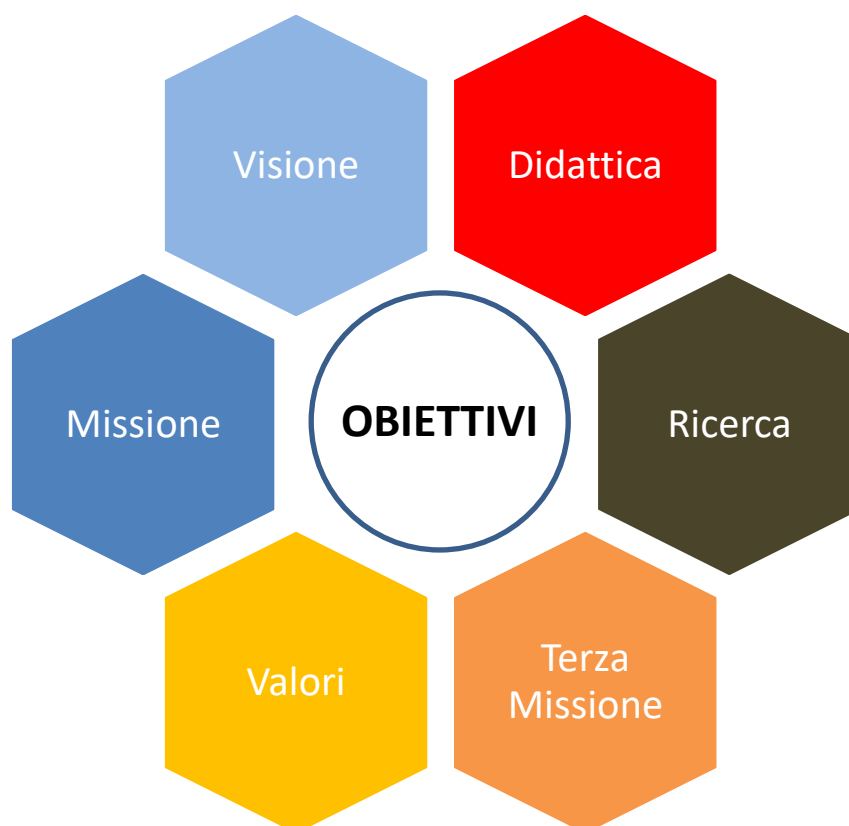 Visione
Didattica
Missione
OBIETTIVI
Ricerca
Valori
Terza
Missione